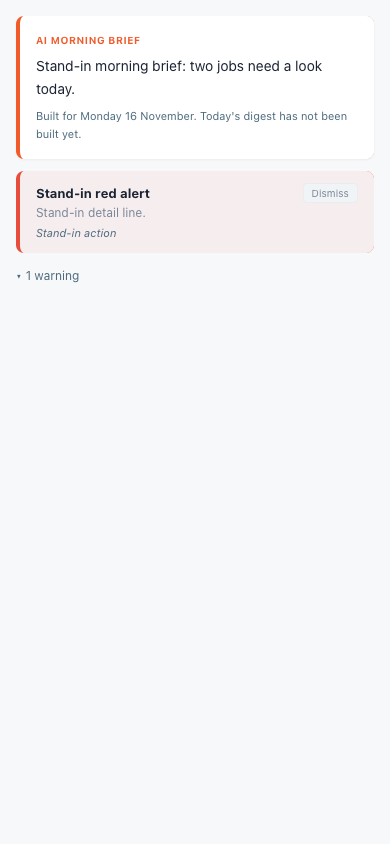 AI MORNING BRIEF
Stand-in morning brief: two jobs need a look
today.
Built for Monday 16 November. Today's digest has not been
built yet.
Stand-in red alert
Dismiss
Stand-in detail line.
Stand-in action
▾ 1 warning